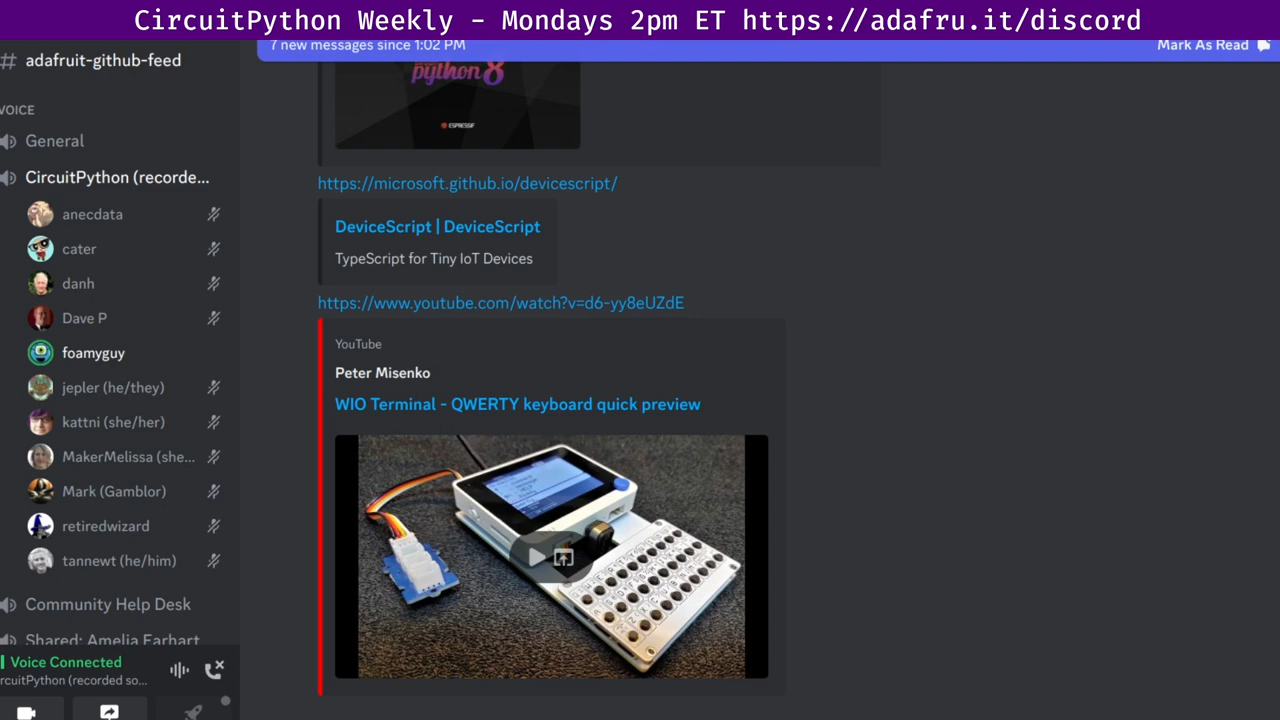 CircuitPython Weekly - Mondays 2pm ET https://adafru.it/discord
7 new messages since 1:02 PM
Mark As Read
# adafruit-github-feed
VOICE
General
CircuitPython (recorde...
anecdata
cater
danh
Dave P
foamyguy
jepler (he/they)
kattni (she/her)
MakerMelissa (she...
Mark (Gamblor)
retiredwizard
tannewt (he/him)
Community Help Desk
Shared: Amelia Earhart
Voice Connected
rcuitPython (recorded so...
python 8
ESPRESSIF
https://microsoft.github.io/devicescript/
DeviceScript | DeviceScript
TypeScript for Tiny IoT Devices
https://www.youtube.com/watch?v=d6-yy8eUZdE
YouTube
Peter Misenko
WIO Terminal - QWERTY keyboard quick preview